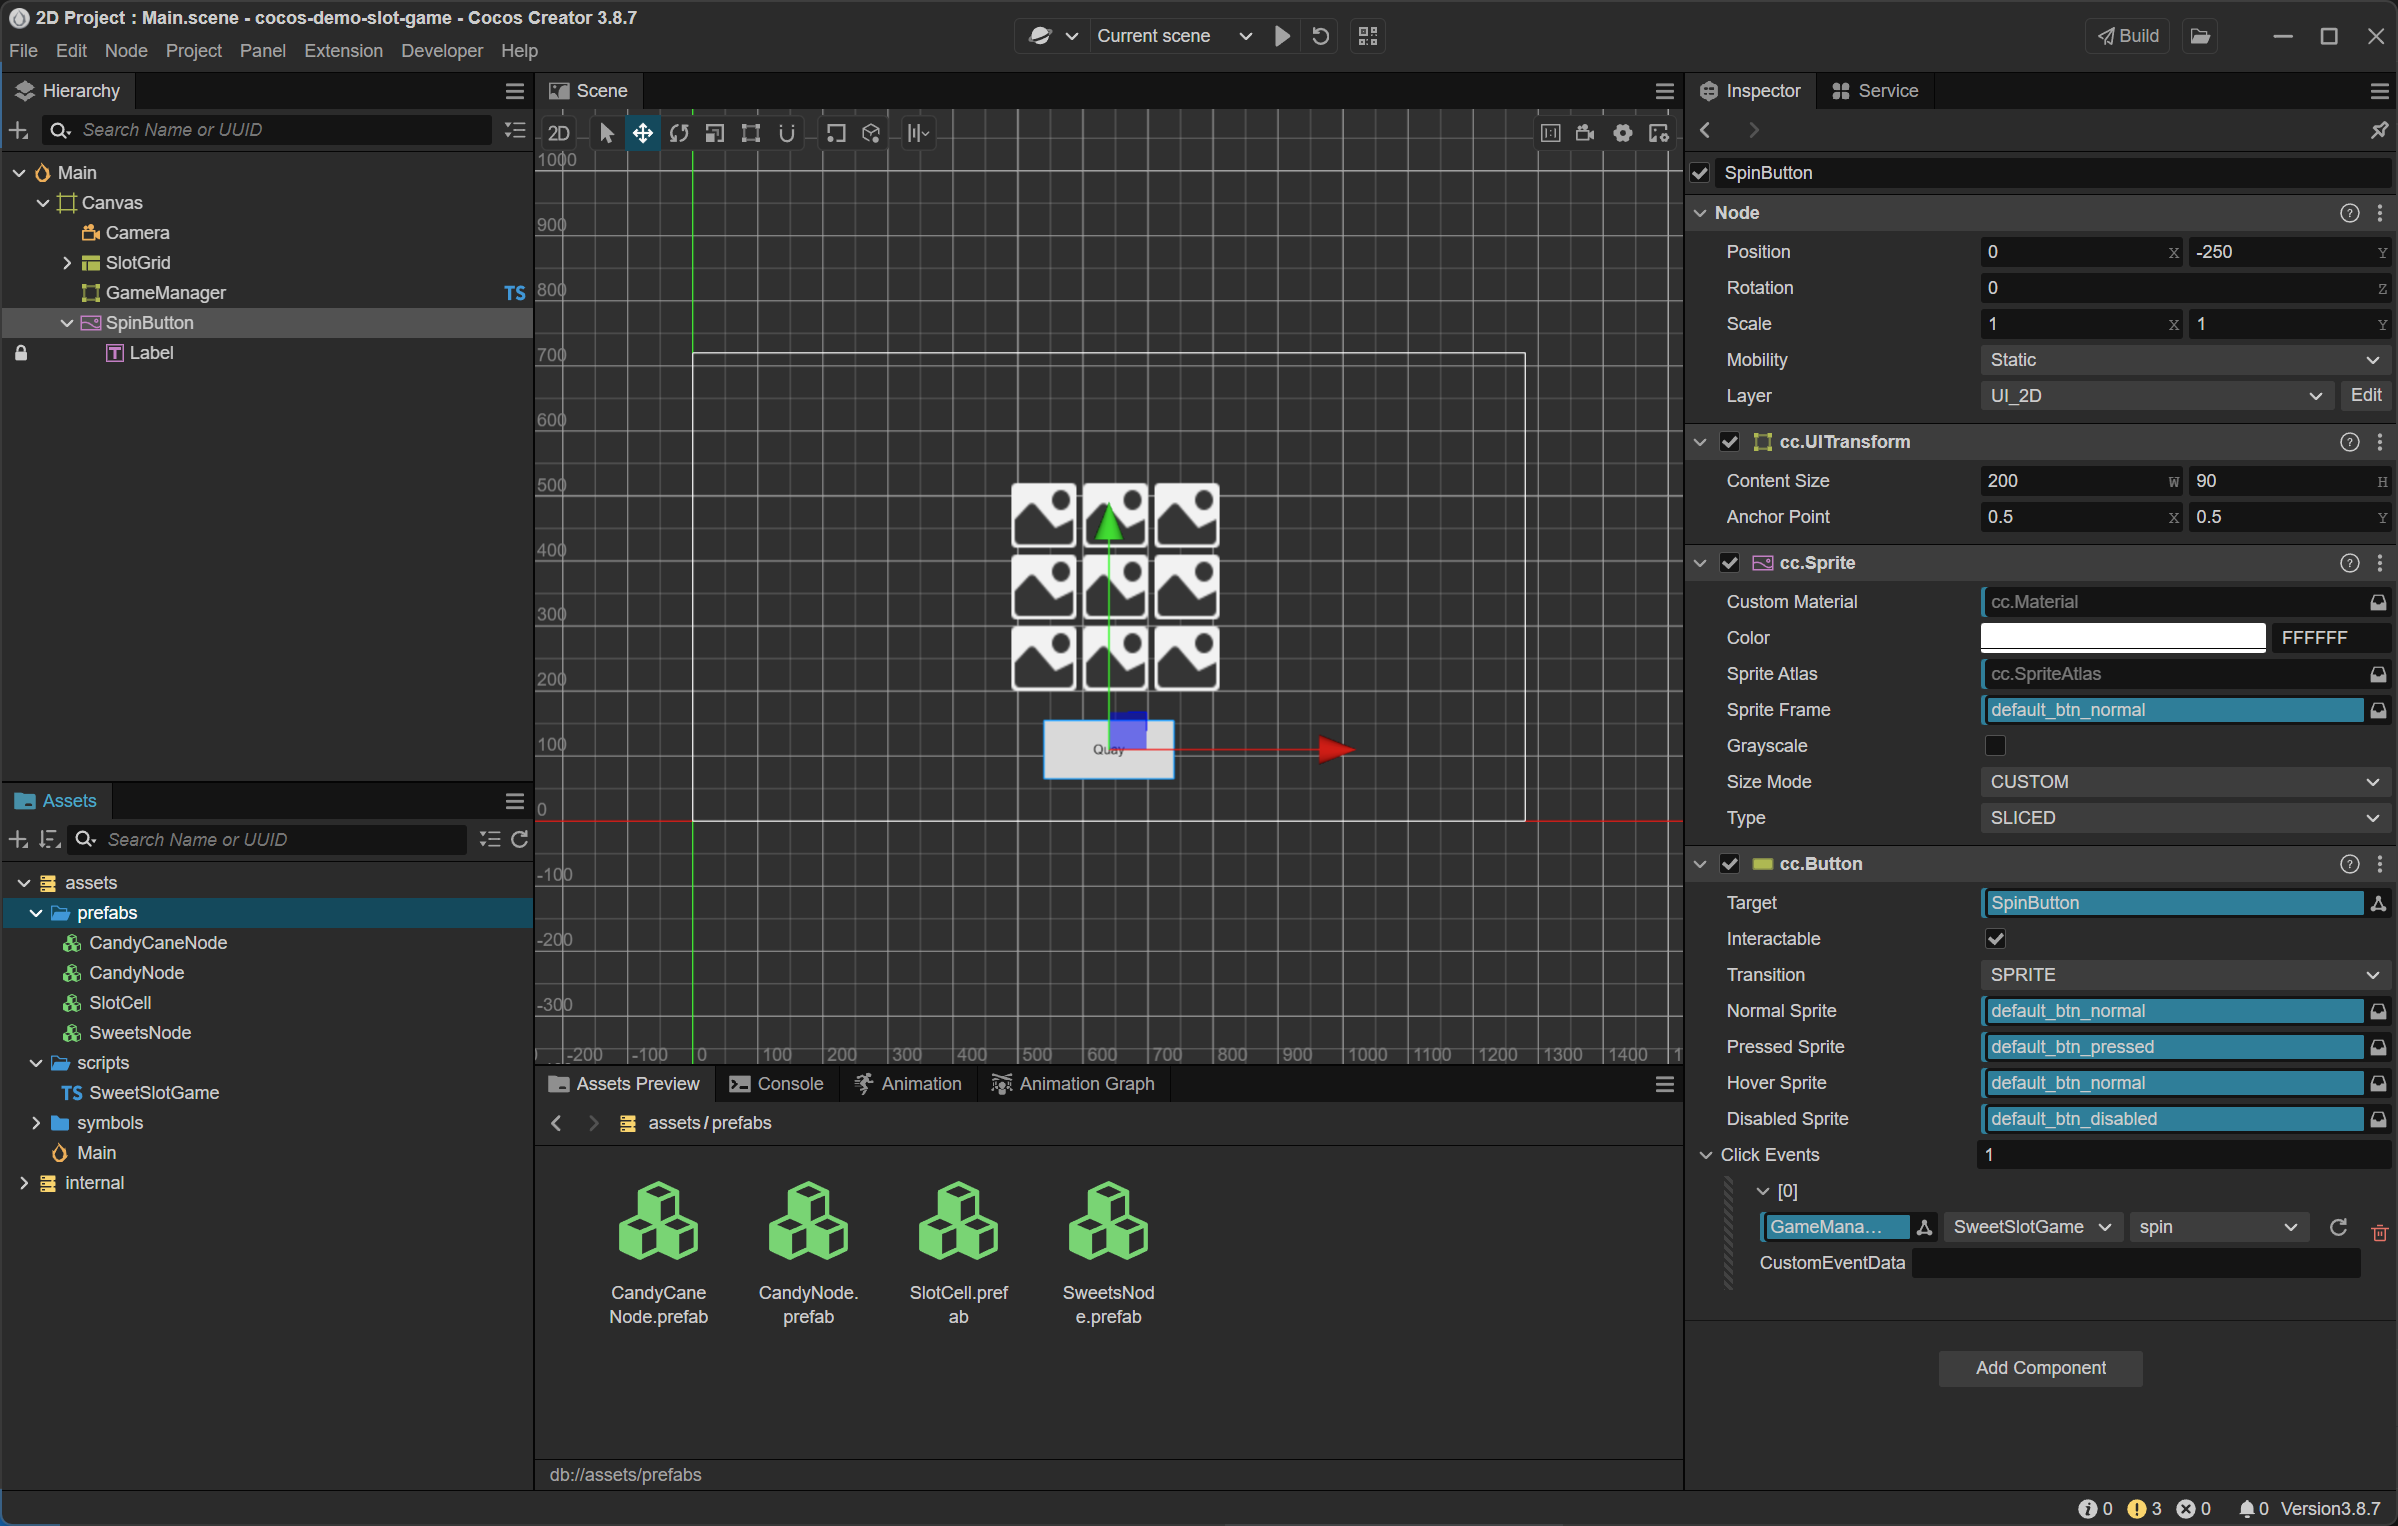 2D Project : Main.scene - cocos-demo-slot-game - Cocos Creator 3.8.7
File Edit Node Project Panel Extension Developer Help
Current scene
Build
Hierarchy
Search Name or UUID
Main
Canvas
Camera
SlotGrid
GameManager TS
SpinButton
Label
Assets
Search Name or UUID
assets
prefabs
CandyCaneNode
CandyNode
SlotCell
SweetsNode
scripts
TS SweetSlotGame
symbols
Main
internal
Scene
2D
1000
900
800
700
600
500
400
300
200
100
0
-100
-200
-300
-200 -100 0 100 200 300 400 500 600 700 800 900 1000 1100 1200 1300 1400
Quay
Assets Preview Console Animation Animation Graph
assets / prefabs
CandyCane
Node.prefab
CandyNode.
prefab
SlotCell.pref
ab
SweetsNod
e.prefab
db://assets/prefabs
Inspector Service
SpinButton
Node
Position 0 X -250 Y
Rotation 0 Z
Scale 1 X 1 Y
Mobility Static
Layer UI_2D Edit
cc.UITransform
Content Size 200 W 90 H
Anchor Point 0.5 X 0.5 Y
cc.Sprite
Custom Material cc.Material
Color FFFFFF
Sprite Atlas cc.SpriteAtlas
Sprite Frame default_btn_normal
Grayscale
Size Mode CUSTOM
Type SLICED
cc.Button
Target SpinButton
Interactable
Transition SPRITE
Normal Sprite default_btn_normal
Pressed Sprite default_btn_pressed
Hover Sprite default_btn_normal
Disabled Sprite default_btn_disabled
Click Events 1
[0]
GameMana... SweetSlotGame spin
CustomEventData
Add Component
0 3 0 0 Version3.8.7